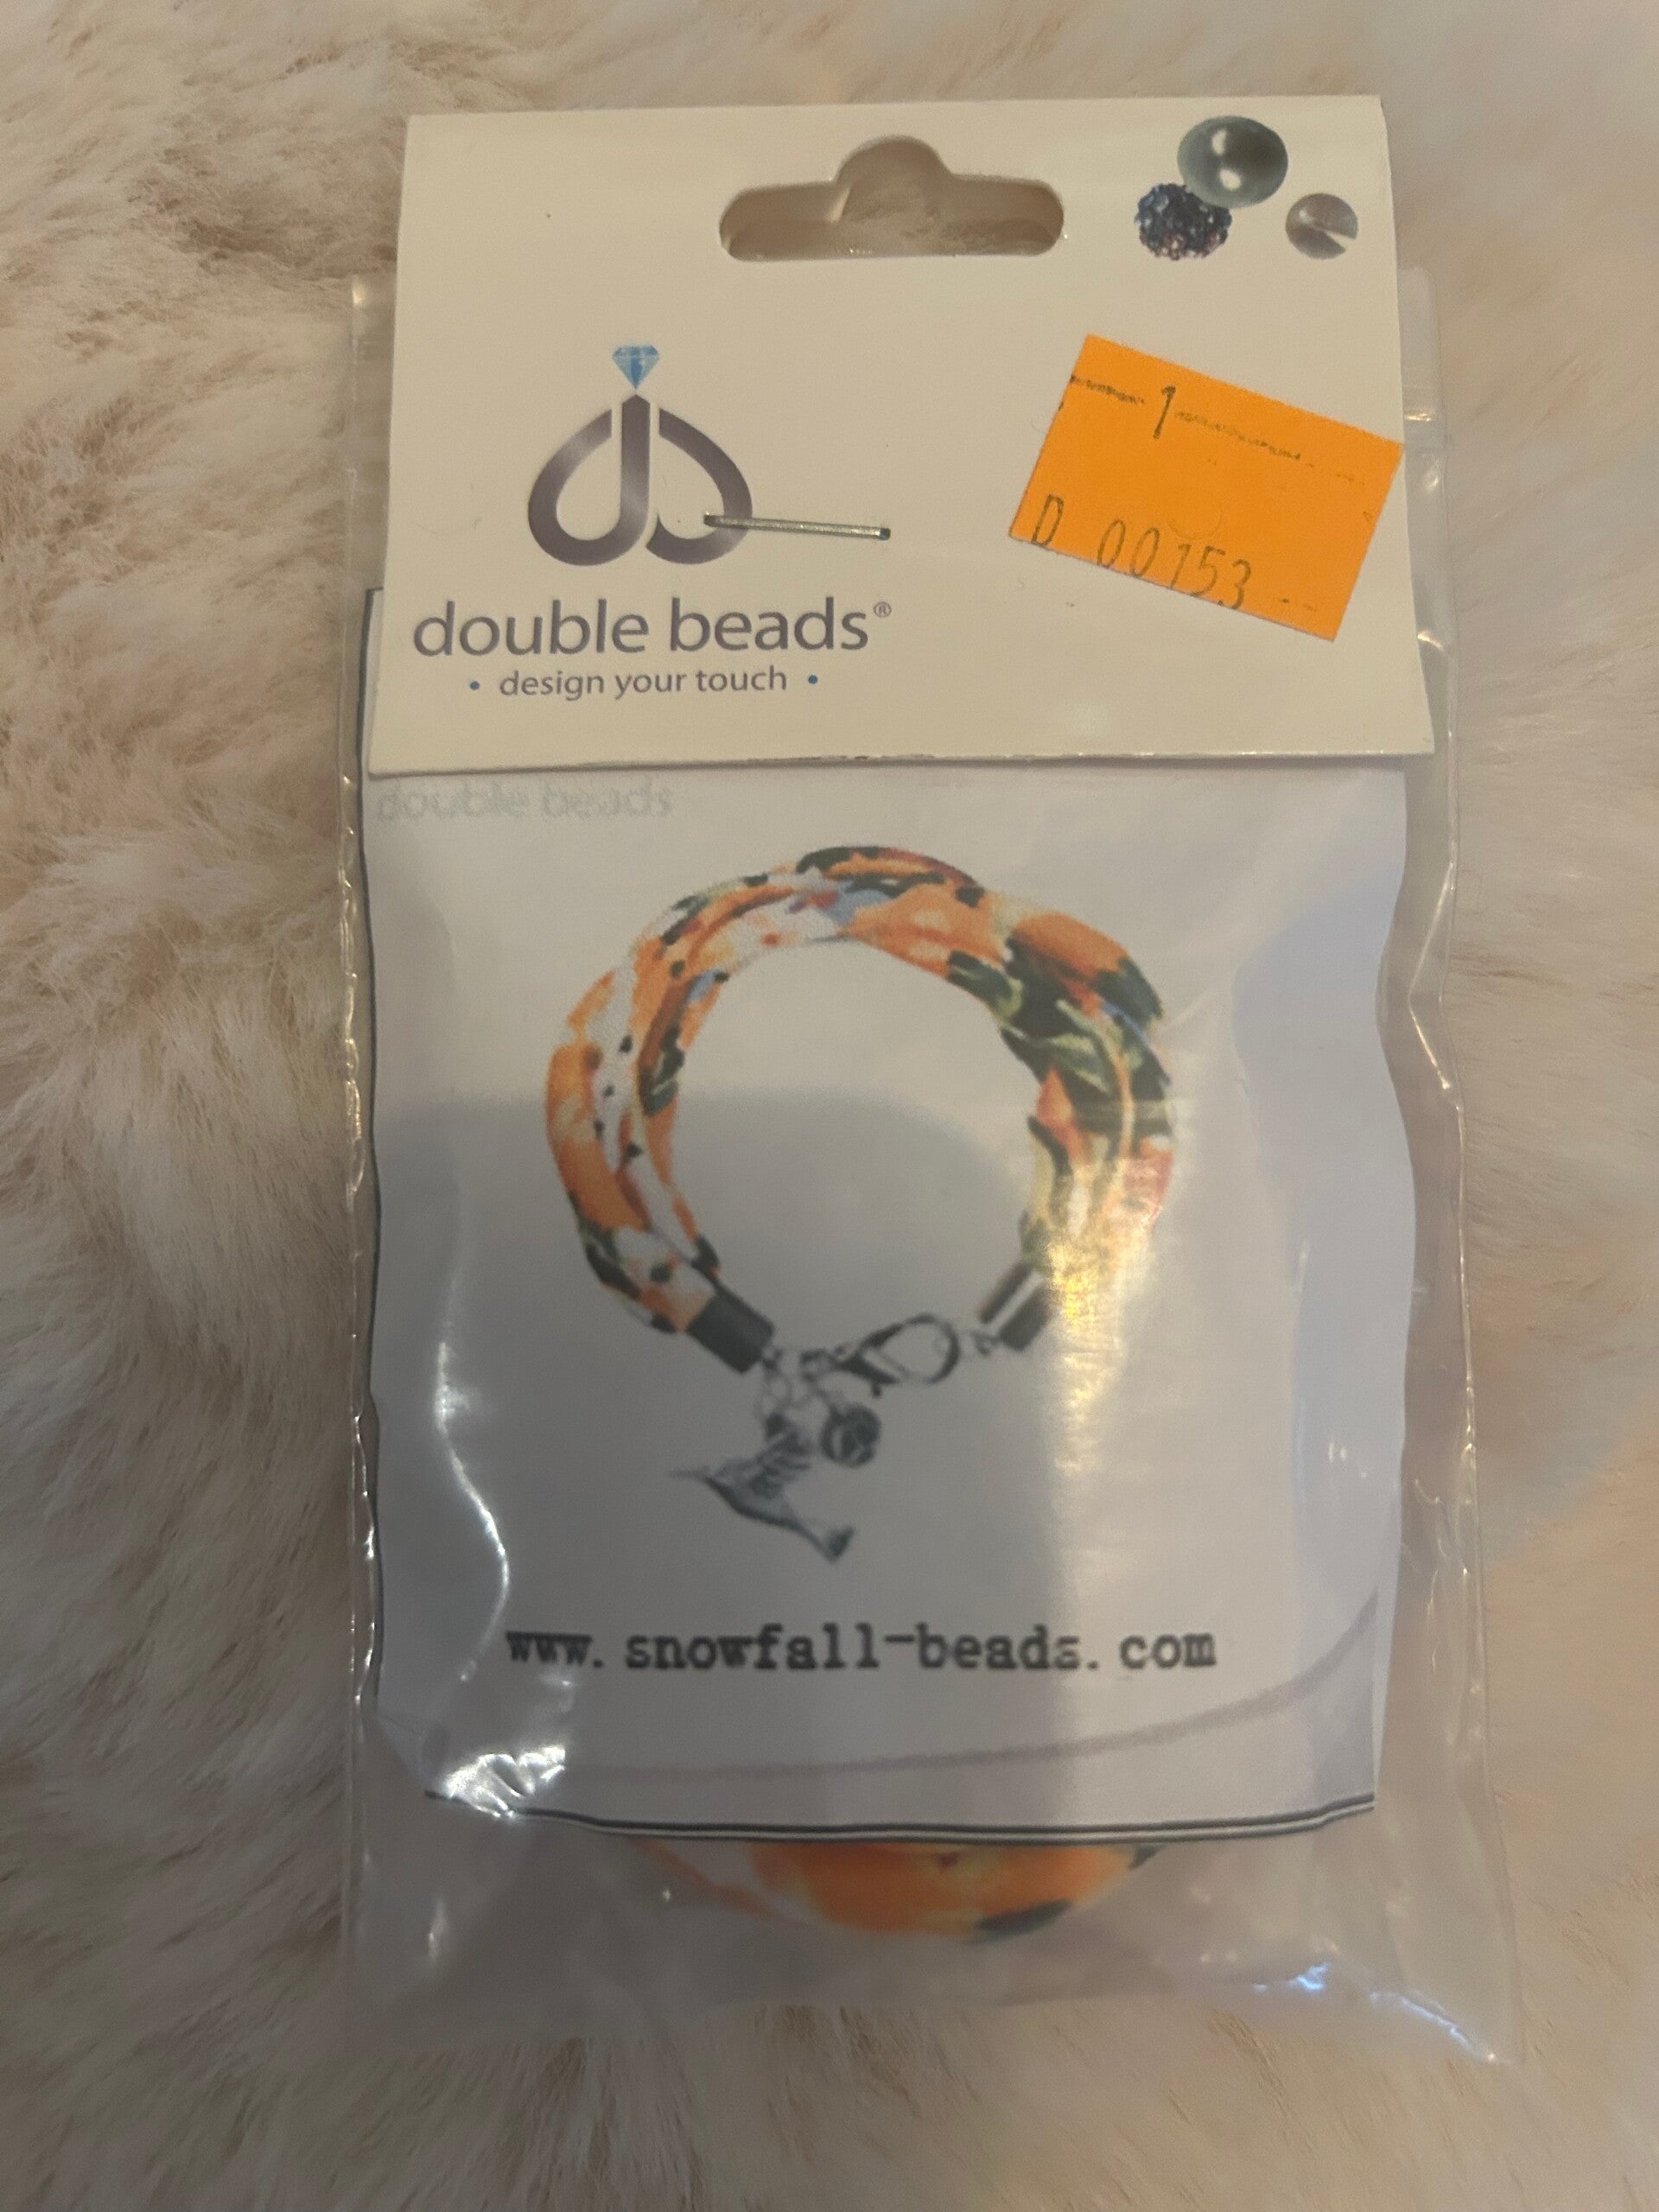 1
D 00153
double beads®
• design your touch •
double beads
www.snowfall-beads.com